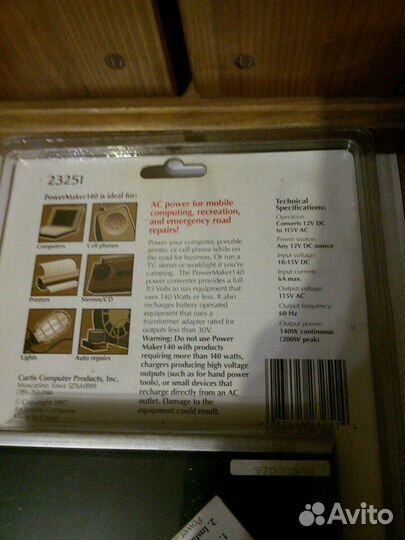 23251
PowerMaker140 is ideal for:
Computers
Cell phones
Printers
Stereos/CD
Lights
Auto repairs
Curtis Computer Products, Inc.
Muscatine, Iowa
© Copyright
Company
AC power for mobile
computing, recreation,
and emergency road
repairs!
Power your computer, portable
printer, or cell phone while on
the road for business. Or run a
TV, stereo or worklight if you're
camping. The PowerMaker140
power converter provides a full
115 Volts to run equipment that
uses 140 Watts or less. It also
recharges battery operated
equipment that uses a
transformer adapter rated for
outputs less than 30V.
Warning: Do not use Power
Maker140 with products
requiring more than 140 watts,
chargers producing high voltage
outputs (such as for hand power
tools), or small devices that
recharge directly from an AC
outlet. Damage to the
equipment could result.
Technical
Specifications:
Operation:
Converts 12V DC
to 115V AC
Power source:
Any 12V DC source
Input voltage:
10-15V DC
Input current:
6A max.
Output voltage:
115V AC
Output frequency:
60 Hz
Output power:
140W continuous
(200W peak)
97000548
Power
Avito